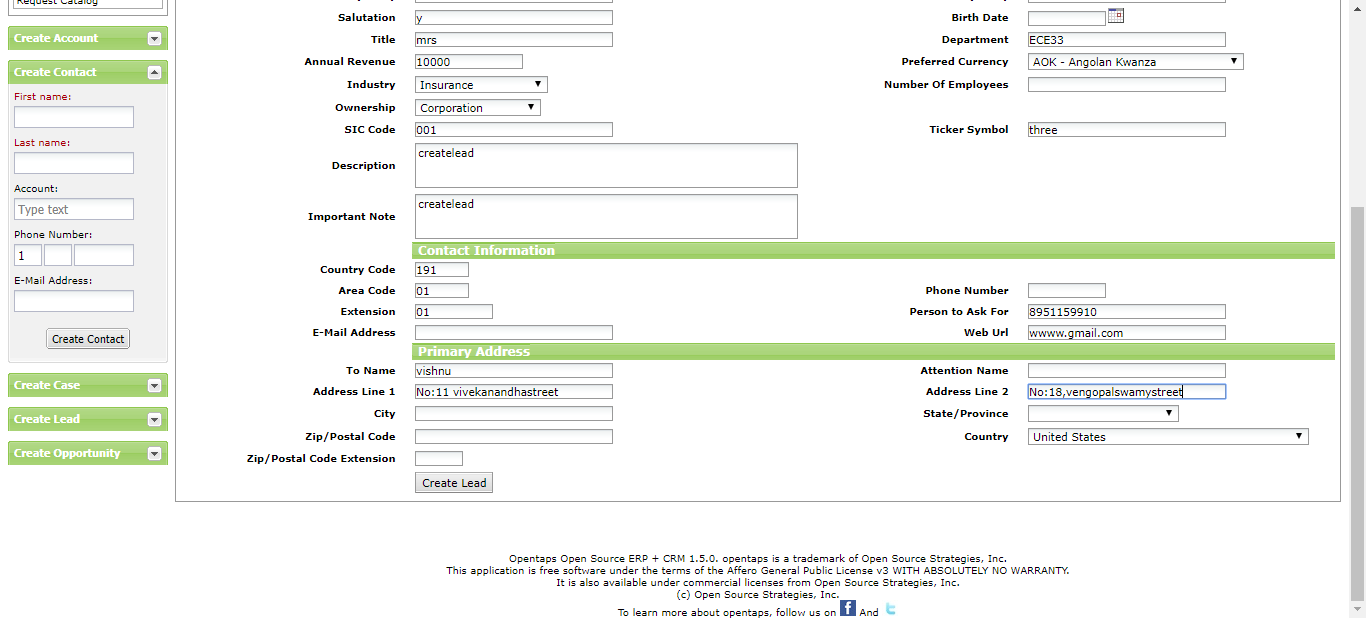 Request Catalog
Create Account
Create Contact
First name:
Last name:
Account:
Type text
Phone Number:
1
E-Mail Address:
Create Contact
Create Case
Create Lead
Create Opportunity
Salutation y Birth Date
Title mrs Department ECE33
Annual Revenue 10000 Preferred Currency AOK - Angolan Kwanza
Industry Insurance Number Of Employees
Ownership Corporation
SIC Code 001 Ticker Symbol three
Description createlead
Important Note createlead
Contact Information
Country Code 191
Area Code 01 Phone Number
Extension 01 Person to Ask For 8951159910
E-Mail Address Web Url wwww.gmail.com
Primary Address
To Name vishnu Attention Name
Address Line 1 No:11 vivekanandhastreet Address Line 2 No:18,vengopalswamystreet
City State/Province
Zip/Postal Code Country United States
Zip/Postal Code Extension
Create Lead
Opentaps Open Source ERP + CRM 1.5.0. opentaps is a trademark of Open Source Strategies, Inc.
This application is free software under the terms of the Affero General Public License v3 WITH ABSOLUTELY NO WARRANTY.
It is also available under commercial licenses from Open Source Strategies, Inc.
(c) Open Source Strategies, Inc.
To learn more about opentaps, follow us on f And t